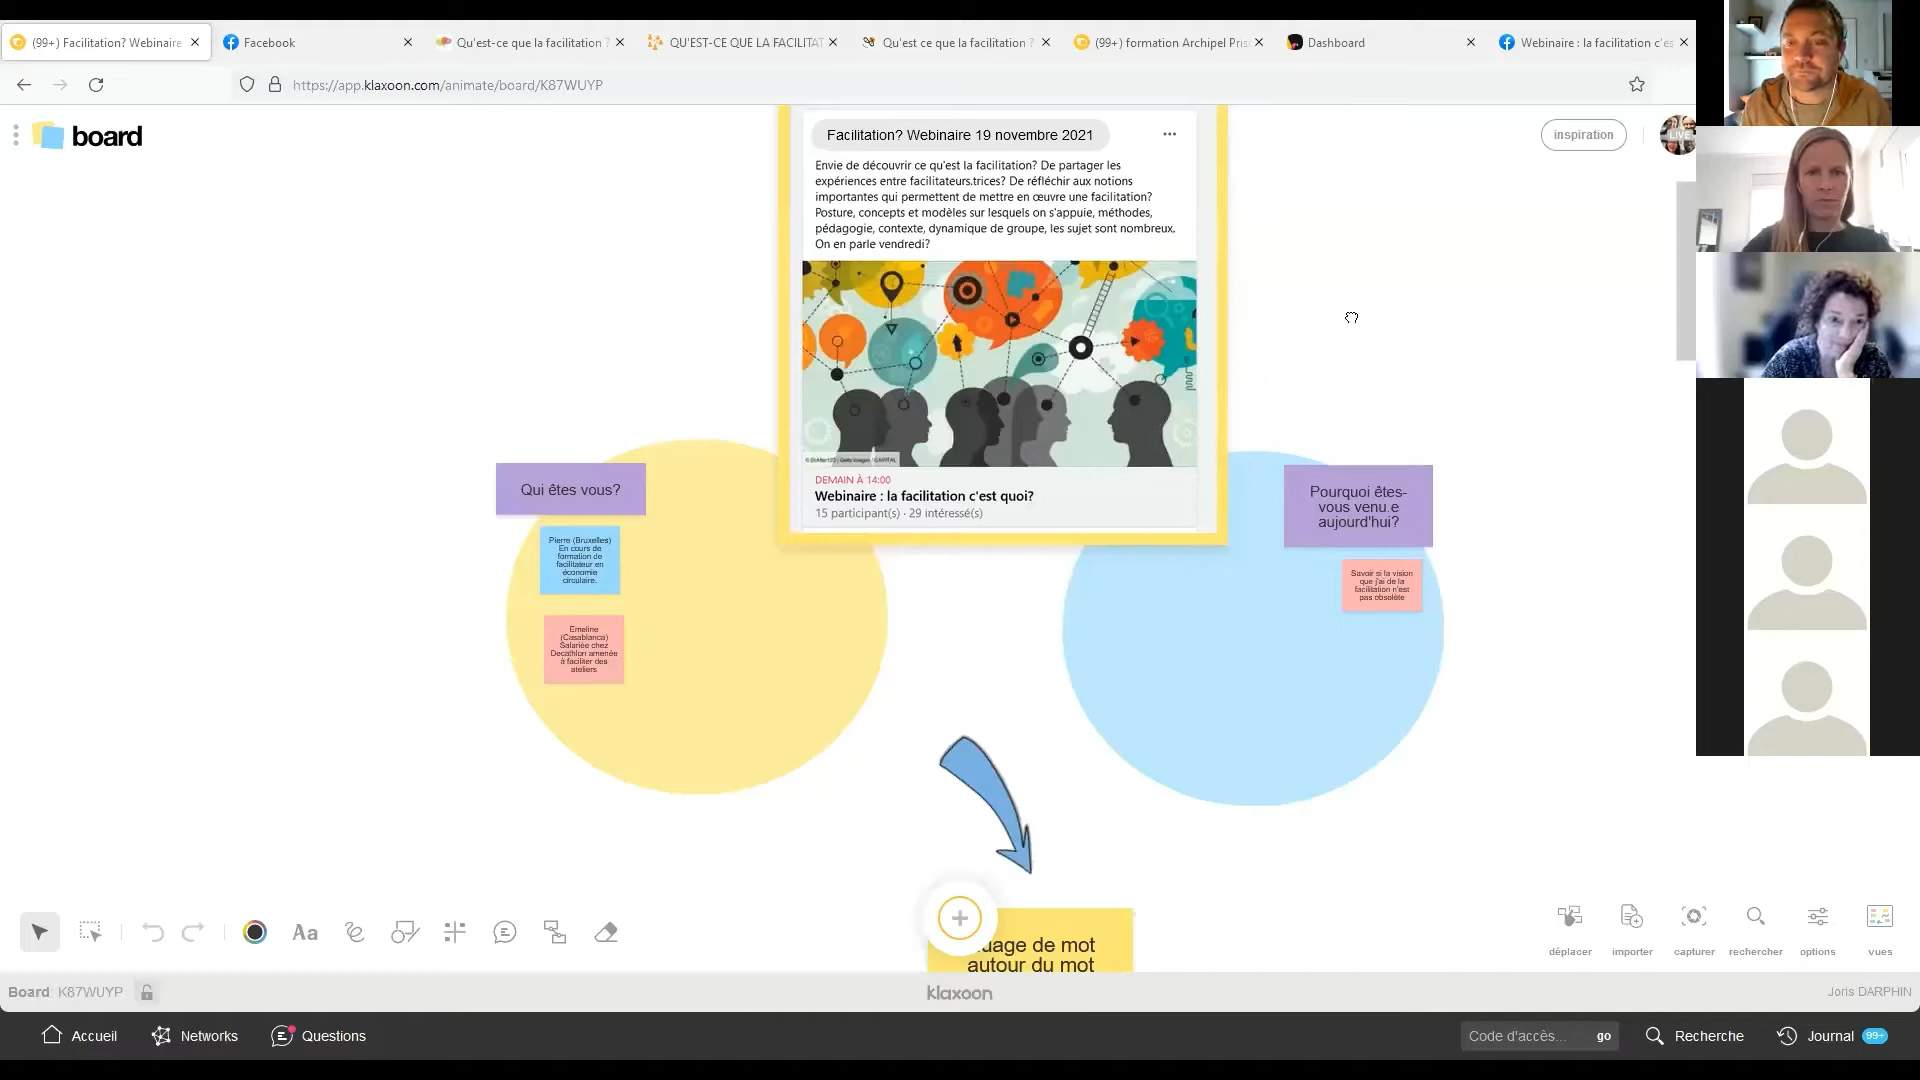 (99+) Facilitation? Webinaire
Facebook
Qu'est-ce que la facilitation ?
QU'EST-CE QUE LA FACILITAT
Qu'est ce que la facilitation ?
(99+) formation Archipel Pris
Dashboard
Webinaire : la facilitation c'es
https://app.klaxoon.com/animate/board/K87WUYP
board
inspiration
LIVE
Facilitation? Webinaire 19 novembre 2021
Envie de découvrir ce qu'est la facilitation? De partager les
expériences entre facilitateurs.trices? De réfléchir aux notions
importantes qui permettent de mettre en œuvre une facilitation?
Posture, concepts et modèles sur lesquels on s'appuie, méthodes,
pédagogie, contexte, dynamique de groupe, les sujet sont nombreux.
On en parle vendredi?
DEMAIN À 14:00
Webinaire : la facilitation c'est quoi?
15 participant(s) · 29 intéressé(s)
Qui êtes vous?
Pierre (Bruxelles)
En cours de
formation de
facilitateur en
économie
circulaire.
Emeline
(Casablanca)
Salariée chez
Decathlon amenée
à faciliter des
ateliers
Pourquoi êtes-
vous venu.e
aujourd'hui?
Savoir si la vision
que j'ai de la
facilitation n'est
pas obsolète
uage de mot
autour du mot
Aa
déplacer
importer
capturer
rechercher
options
vues
Board K87WUYP
klaxoon
Joris DARPHIN
Accueil
Networks
Questions
Code d'accès...
go
Recherche
Journal
99+